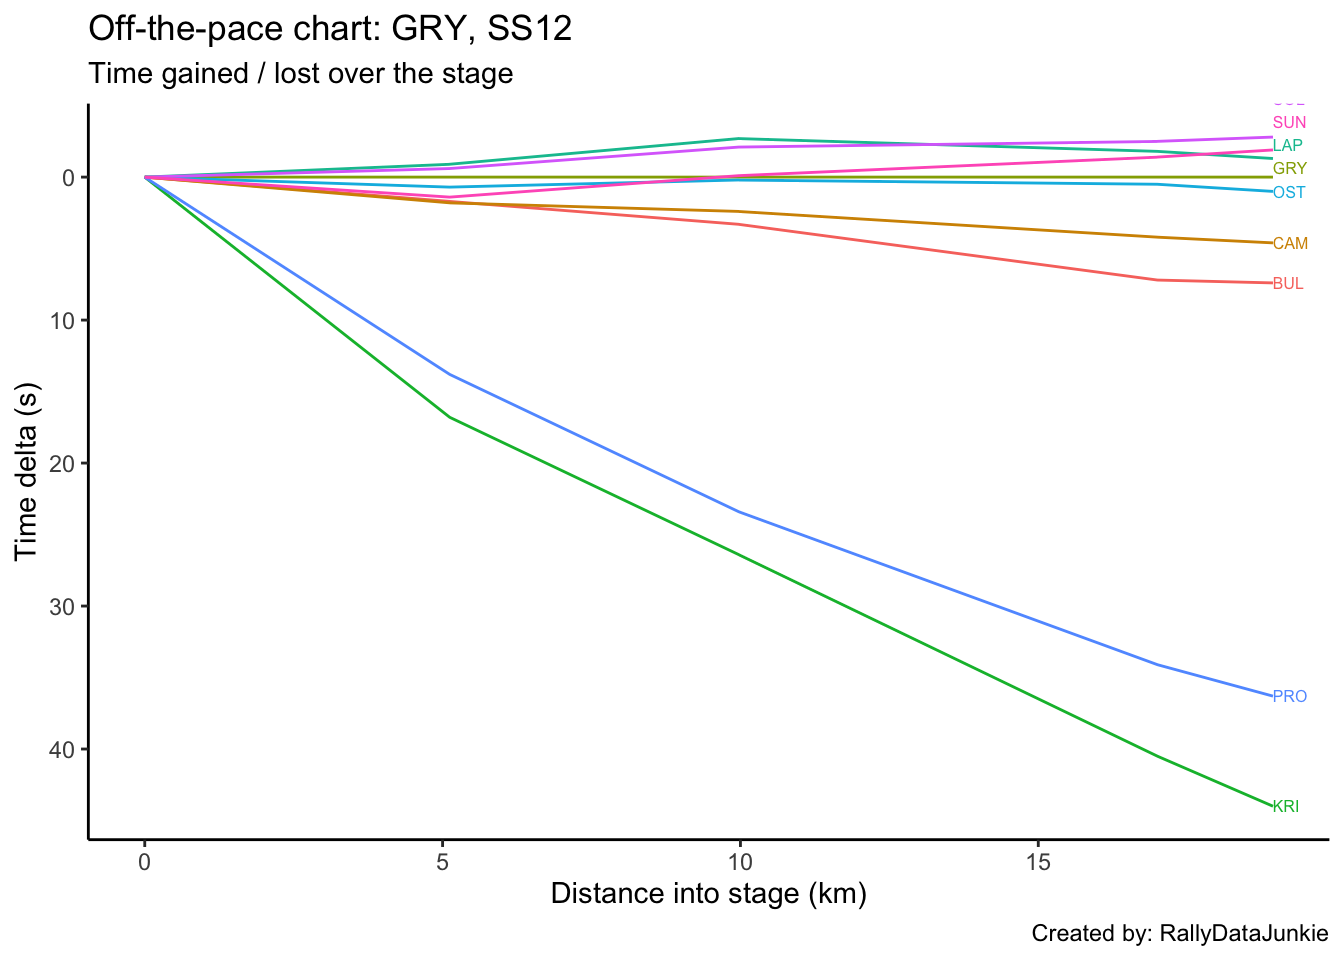 Off-the-pace chart: GRY, SS12
Time gained / lost over the stage
SUN
LAP
GRY
OST
CAM
BUL
PRO
KRI
0
10
20
30
40
Time delta (s)
0
5
10
15
Distance into stage (km)
Created by: RallyDataJunkie